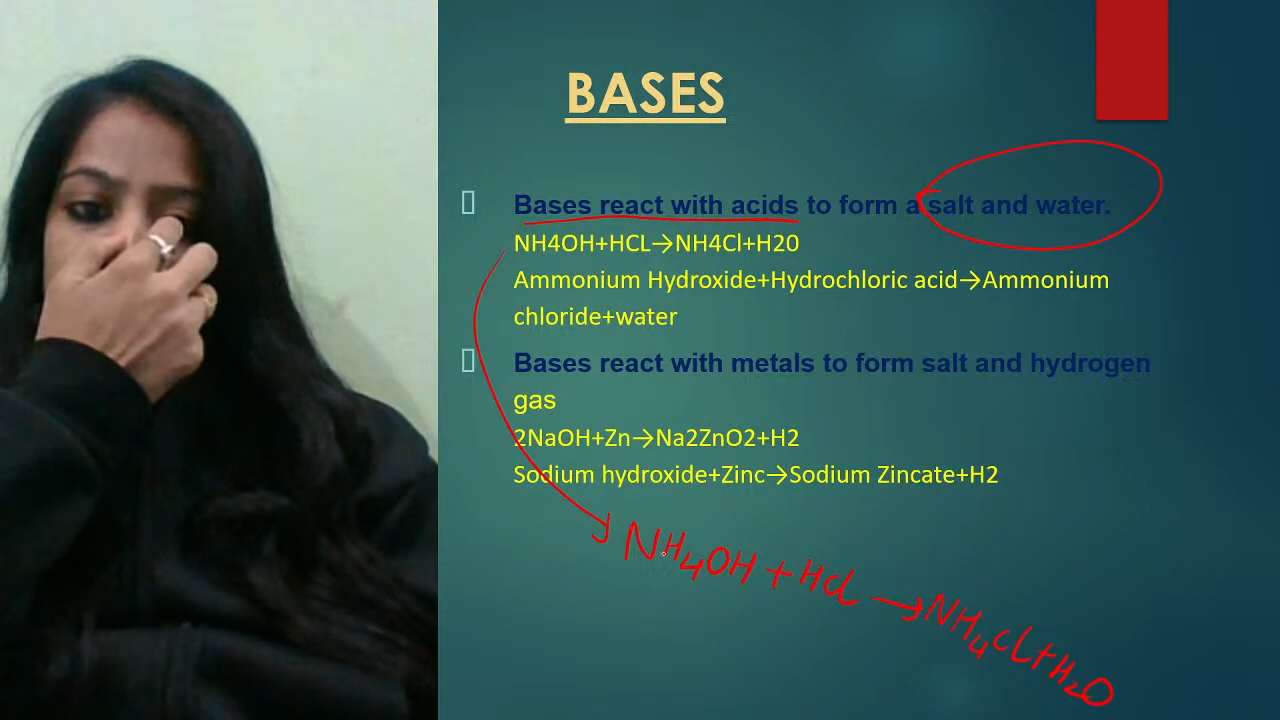 BASES
Bases react with acids to form a salt and water.
NH4OH+HCL→NH4Cl+H20
Ammonium Hydroxide+Hydrochloric acid→Ammonium
chloride+water
Bases react with metals to form salt and hydrogen
gas
2NaOH+Zn→Na2ZnO2+H2
Sodium hydroxide+Zinc→Sodium Zincate+H2
NH4OH + HCl → NH4Cl + H2O